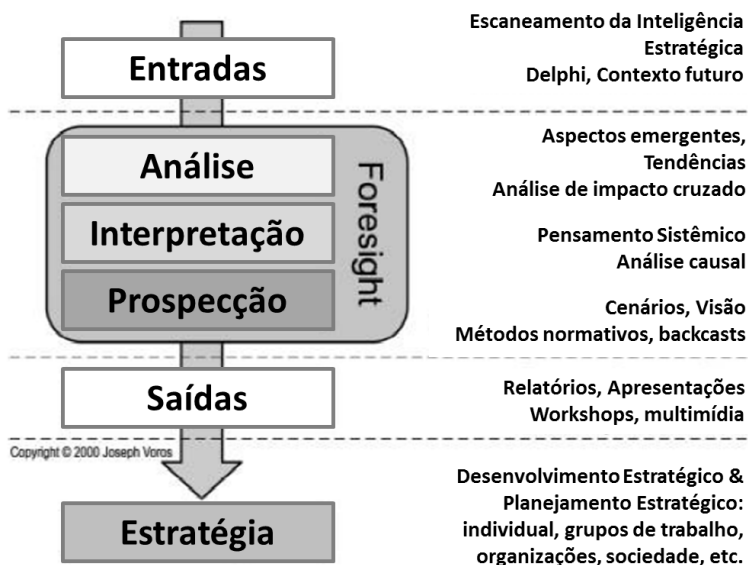 Entradas
Escaneamento da Inteligência
Estratégica
Delphi, Contexto futuro
Foresight
Análise
Aspectos emergentes,
Tendências
Análise de impacto cruzado
Interpretação
Pensamento Sistêmico
Análise causal
Prospecção
Cenários, Visão
Métodos normativos, backcasts
Saídas
Relatórios, Apresentações
Workshops, multimídia
Copyright © 2000 Joseph Voros
Estratégia
Desenvolvimento Estratégico &
Planejamento Estratégico:
individual, grupos de trabalho,
organizações, sociedade, etc.